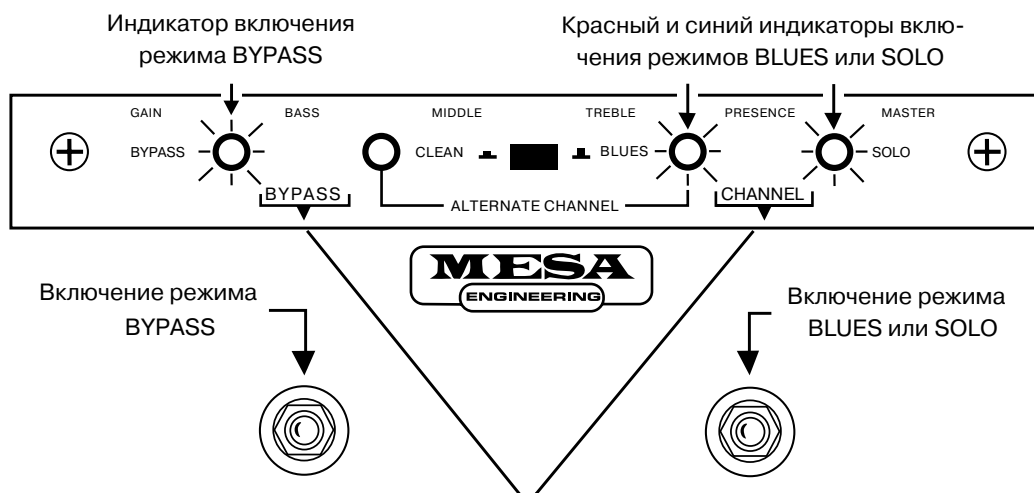 Индикатор включения
режима BYPASS
Красный и синий индикаторы вклю-
чения режимов BLUES или SOLO
GAIN BASS MIDDLE TREBLE PRESENCE MASTER
BYPASS CLEAN BLUES SOLO
BYPASS ALTERNATE CHANNEL CHANNEL
MESA
ENGINEERING
Включение режима
BYPASS
Включение режима
BLUES или SOLO